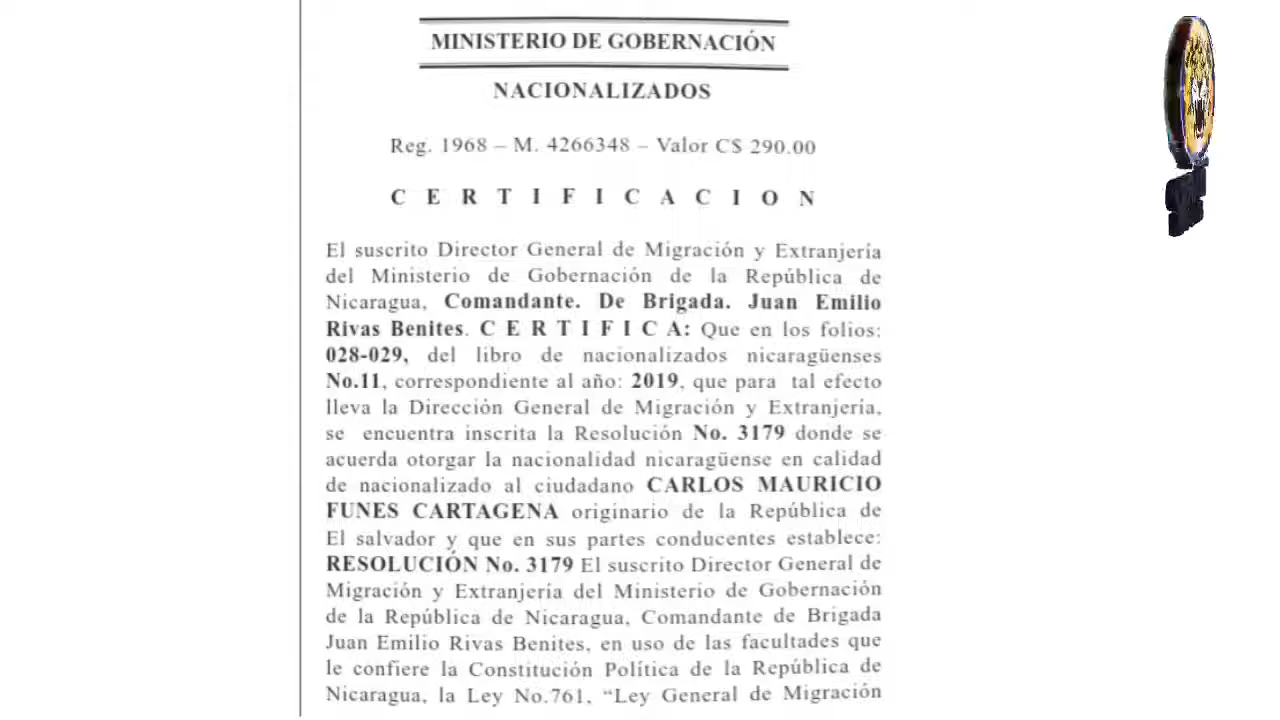 MINISTERIO DE GOBERNACIÓN
NACIONALIZADOS
Reg. 1968 – M. 4266348 – Valor C$ 290.00
C E R T I F I C A C I O N
El suscrito Director General de Migración y Extranjería
del Ministerio de Gobernación de la República de
Nicaragua, Comandante. De Brigada. Juan Emilio
Rivas Benites. C E R T I F I C A: Que en los folios:
028-029, del libro de nacionalizados nicaragüenses
No.11, correspondiente al año: 2019, que para tal efecto
lleva la Dirección General de Migración y Extranjería,
se encuentra inscrita la Resolución No. 3179 donde se
acuerda otorgar la nacionalidad nicaragüense en calidad
de nacionalizado al ciudadano CARLOS MAURICIO
FUNES CARTAGENA originario de la República de
El salvador y que en sus partes conducentes establece:
RESOLUCIÓN No. 3179 El suscrito Director General de
Migración y Extranjería del Ministerio de Gobernación
de la República de Nicaragua, Comandante de Brigada
Juan Emilio Rivas Benites, en uso de las facultades que
le confiere la Constitución Política de la República de
Nicaragua, la Ley No.761, “Ley General de Migración